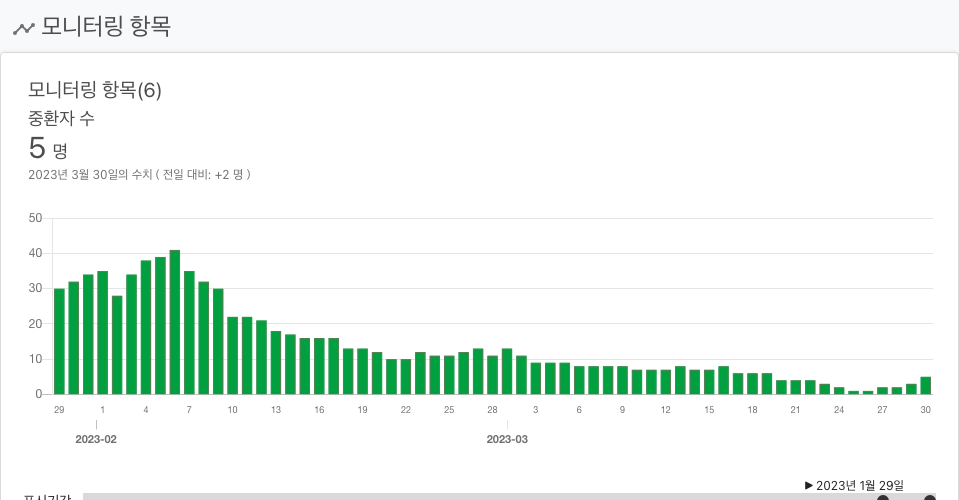 모니터링 항목
모니터링 항목(6)
중환자 수
5 명
2023년 3월 30일의 수치 ( 전일 대비: +2 명 )
50
40
30
20
10
0
29 1 4 7 10 13 16 19 22 25 28 3 6 9 12 15 18 21 24 27 30
2023-02 2023-03
▶ 2023년 1월 29일
표시기간